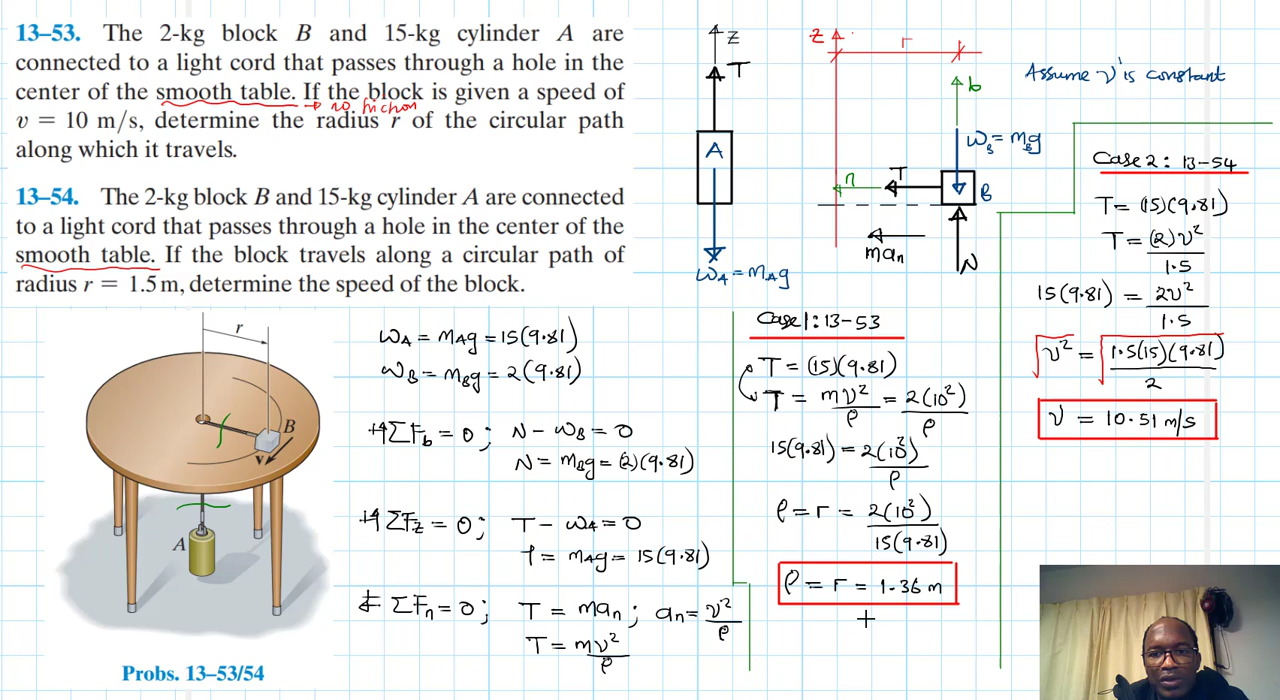 13–53. The 2-kg block B and 15-kg cylinder A are
connected to a light cord that passes through a hole in the
center of the smooth table. If the block is given a speed of
→ no friction
v = 10 m/s, determine the radius r of the circular path
along which it travels.
13–54. The 2-kg block B and 15-kg cylinder A are connected
to a light cord that passes through a hole in the center of the
smooth table. If the block travels along a circular path of
radius r = 1.5 m, determine the speed of the block.
r
B
v
A
Probs. 13–53/54
z
T
A
W_A = m_A g
z
r
b
W_B = m_B g
n
T
B
ma_n
N
Assume v is constant
W_A = m_A g = 15(9.81)
W_B = m_B g = 2(9.81)
+↑ ΣF_b = 0; N - W_B = 0
N = m_B g = (2)(9.81)
+↑ ΣF_z = 0; T - W_A = 0
T = m_A g = 15(9.81)
+← ΣF_n = 0; T = ma_n; a_n = v²/ρ
T = mv²/ρ
Case 1: 13-53
T = (15)(9.81)
T = mv²/ρ = 2(10²)/ρ
15(9.81) = 2(10²)/ρ
ρ = r = 2(10²)/15(9.81)
ρ = r = 1.36 m
Case 2: 13-54
T = (15)(9.81)
T = (2)v²/1.5
15(9.81) = 2v²/1.5
√v² = √1.5(15)(9.81)/2
v = 10.51 m/s